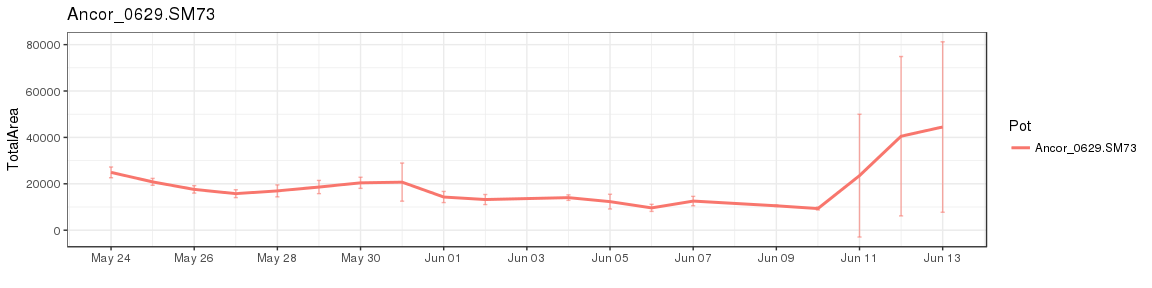 Ancor_0629.SM73
TotalArea
80000
60000
40000
20000
0
May 24 May 26 May 28 May 30 Jun 01 Jun 03 Jun 05 Jun 07 Jun 09 Jun 11 Jun 13
Pot
Ancor_0629.SM73